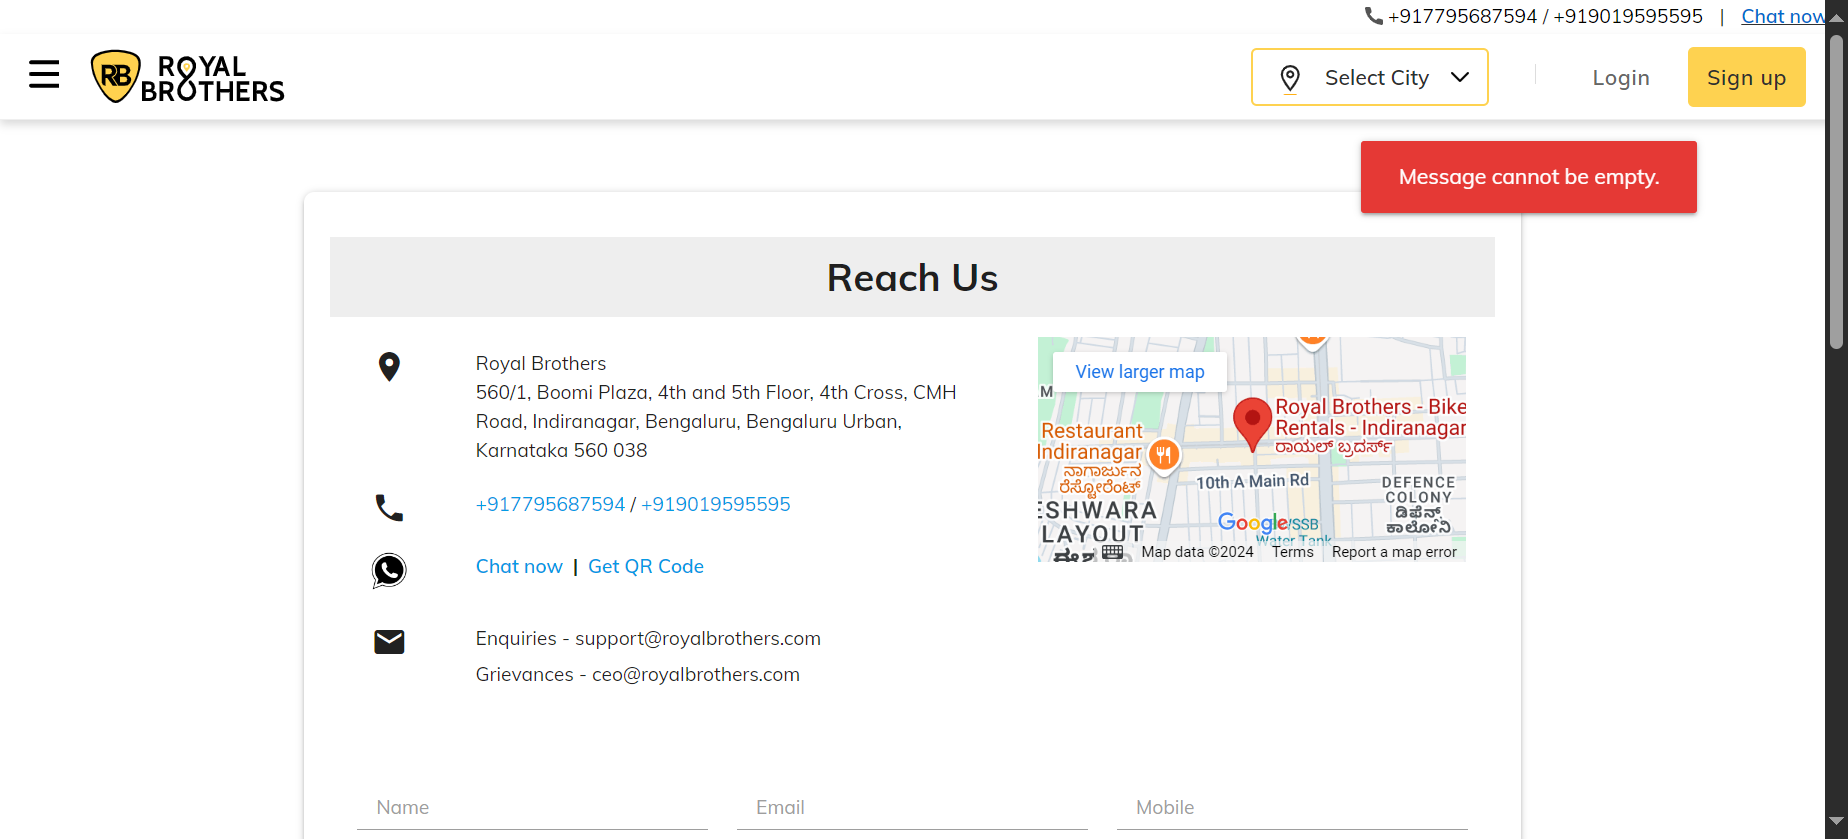 +917795687594 / +919019595595 | Chat now
RB ROYAL
BROTHERS
Select City
Login
Sign up
Message cannot be empty.
Reach Us
Royal Brothers
560/1, Boomi Plaza, 4th and 5th Floor, 4th Cross, CMH
Road, Indiranagar, Bengaluru, Bengaluru Urban,
Karnataka 560 038
+917795687594 / +919019595595
Chat now | Get QR Code
Enquiries - support@royalbrothers.com
Grievances - ceo@royalbrothers.com
View larger map
M
Royal Brothers - Bike
Rentals - Indiranagar
ರಾಯಲ್ ಬ್ರದರ್ಸ್
Restaurant
Indiranagar
ನಾಗಾರ್ಜುನ
ರೆಸ್ಟೋರೆಂಟ್
10th A Main Rd
DEFENCE
COLONY
ಡಿಫೆನ್ಸ್
ಕಾಲೋನಿ
ESHWARA
LAYOUT
Google
Water Tank
Map data ©2024
Terms
Report a map error
Name
Email
Mobile